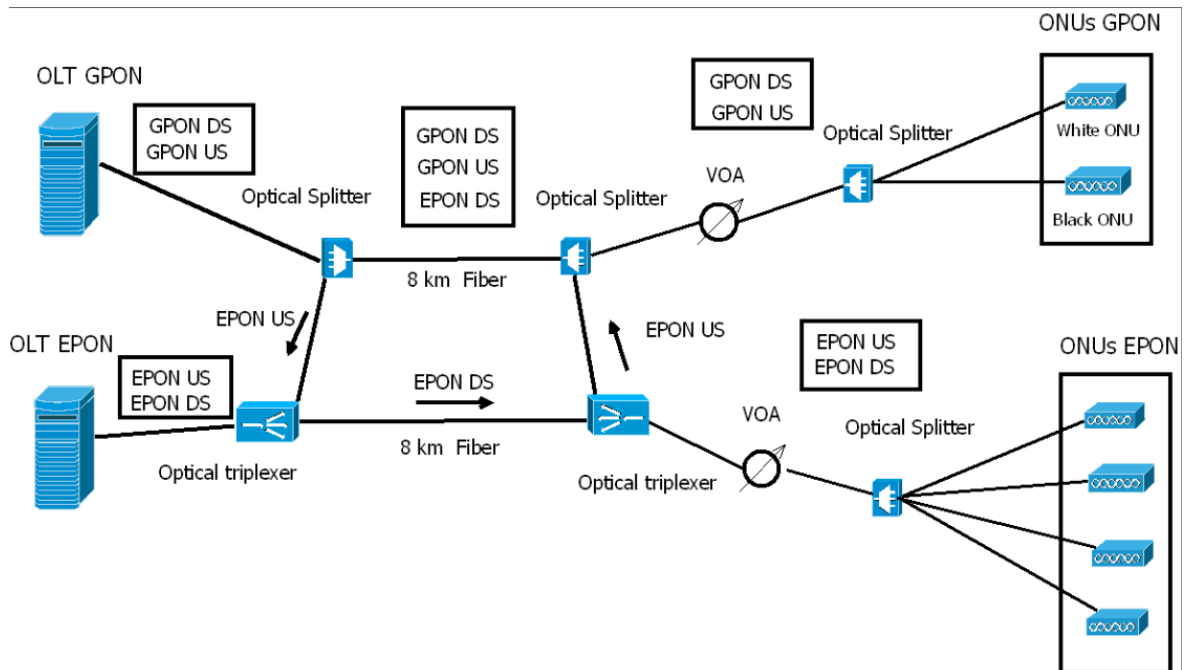 ONUs GPON
OLT GPON
GPON DS
GPON US
GPON DS
GPON US
EPON DS
GPON DS
GPON US
Optical Splitter
White ONU
VOA
Optical Splitter
Optical Splitter
Black ONU
8 km Fiber
EPON US
EPON US
OLT EPON
EPON US
EPON DS
ONUs EPON
EPON US
EPON DS
EPON DS
VOA
Optical Splitter
8 km Fiber
Optical triplexer
Optical triplexer